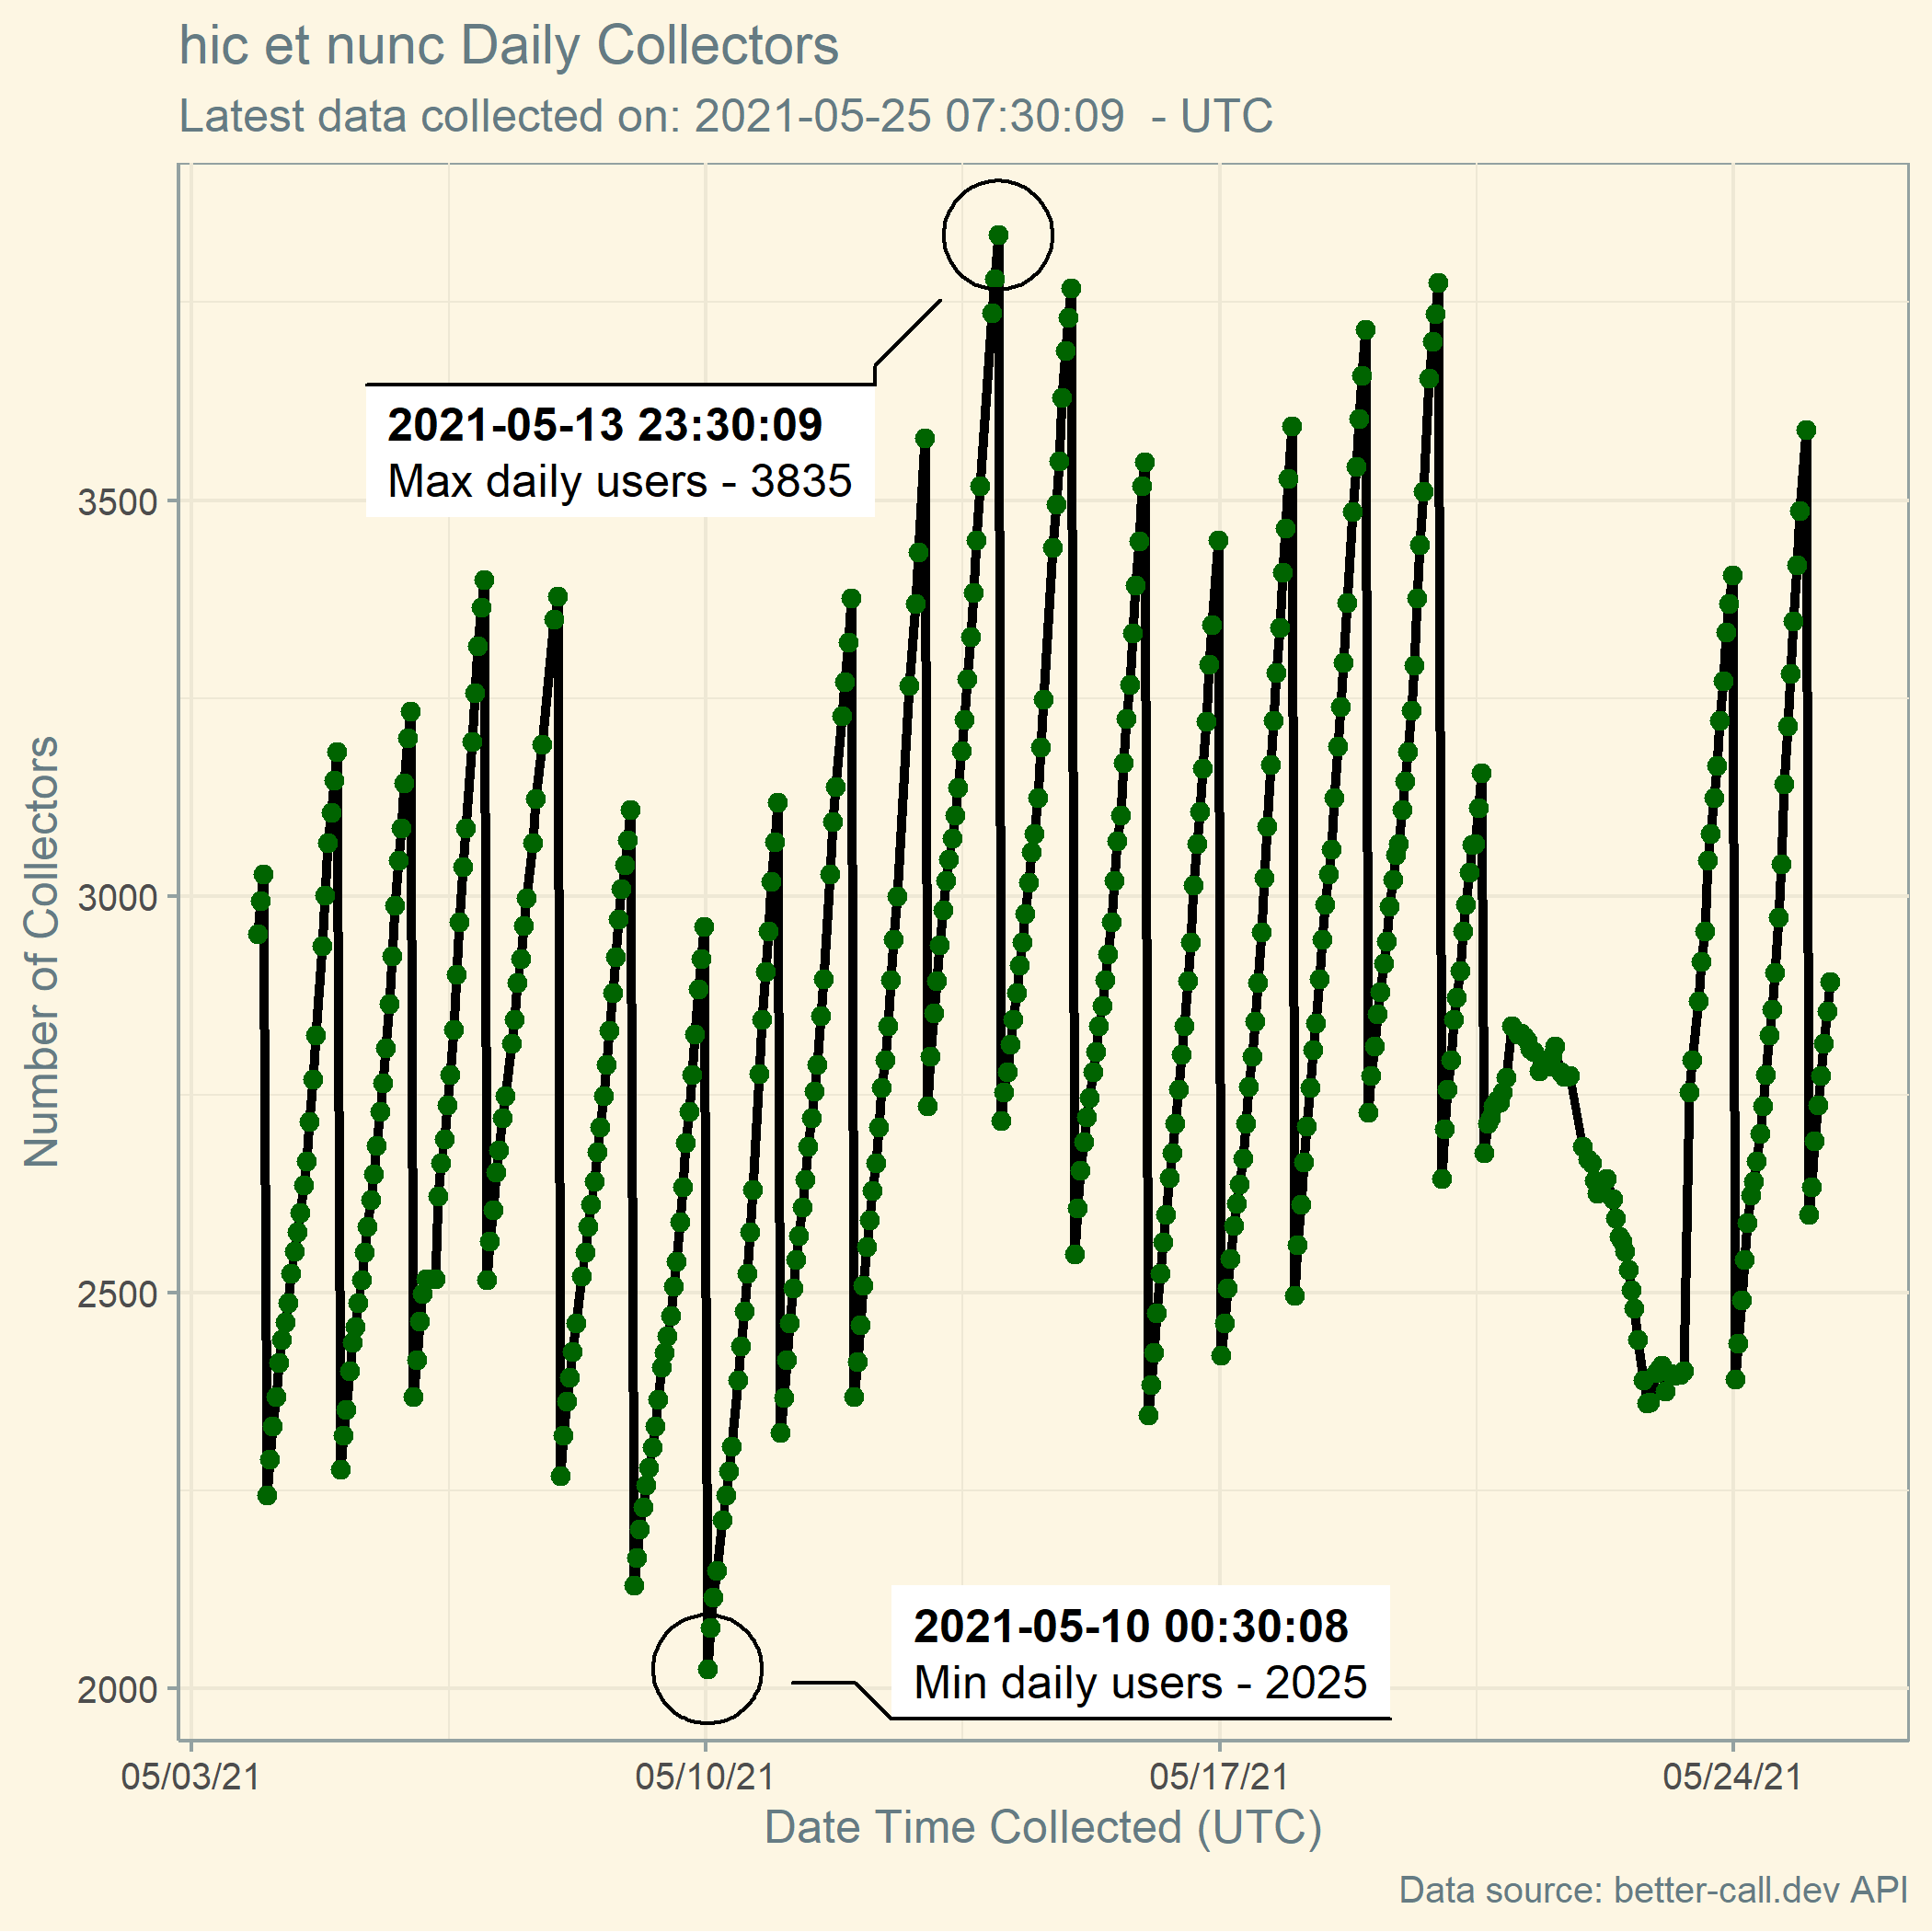 hic et nunc Daily Collectors
Latest data collected on: 2021-05-25 07:30:09  - UTC
2021-05-13 23:30:09
Max daily users - 3835
3500
3000
2500
2000
Number of Collectors
2021-05-10 00:30:08
Min daily users - 2025
05/03/21
05/10/21
05/17/21
05/24/21
Date Time Collected (UTC)
Data source: better-call.dev API